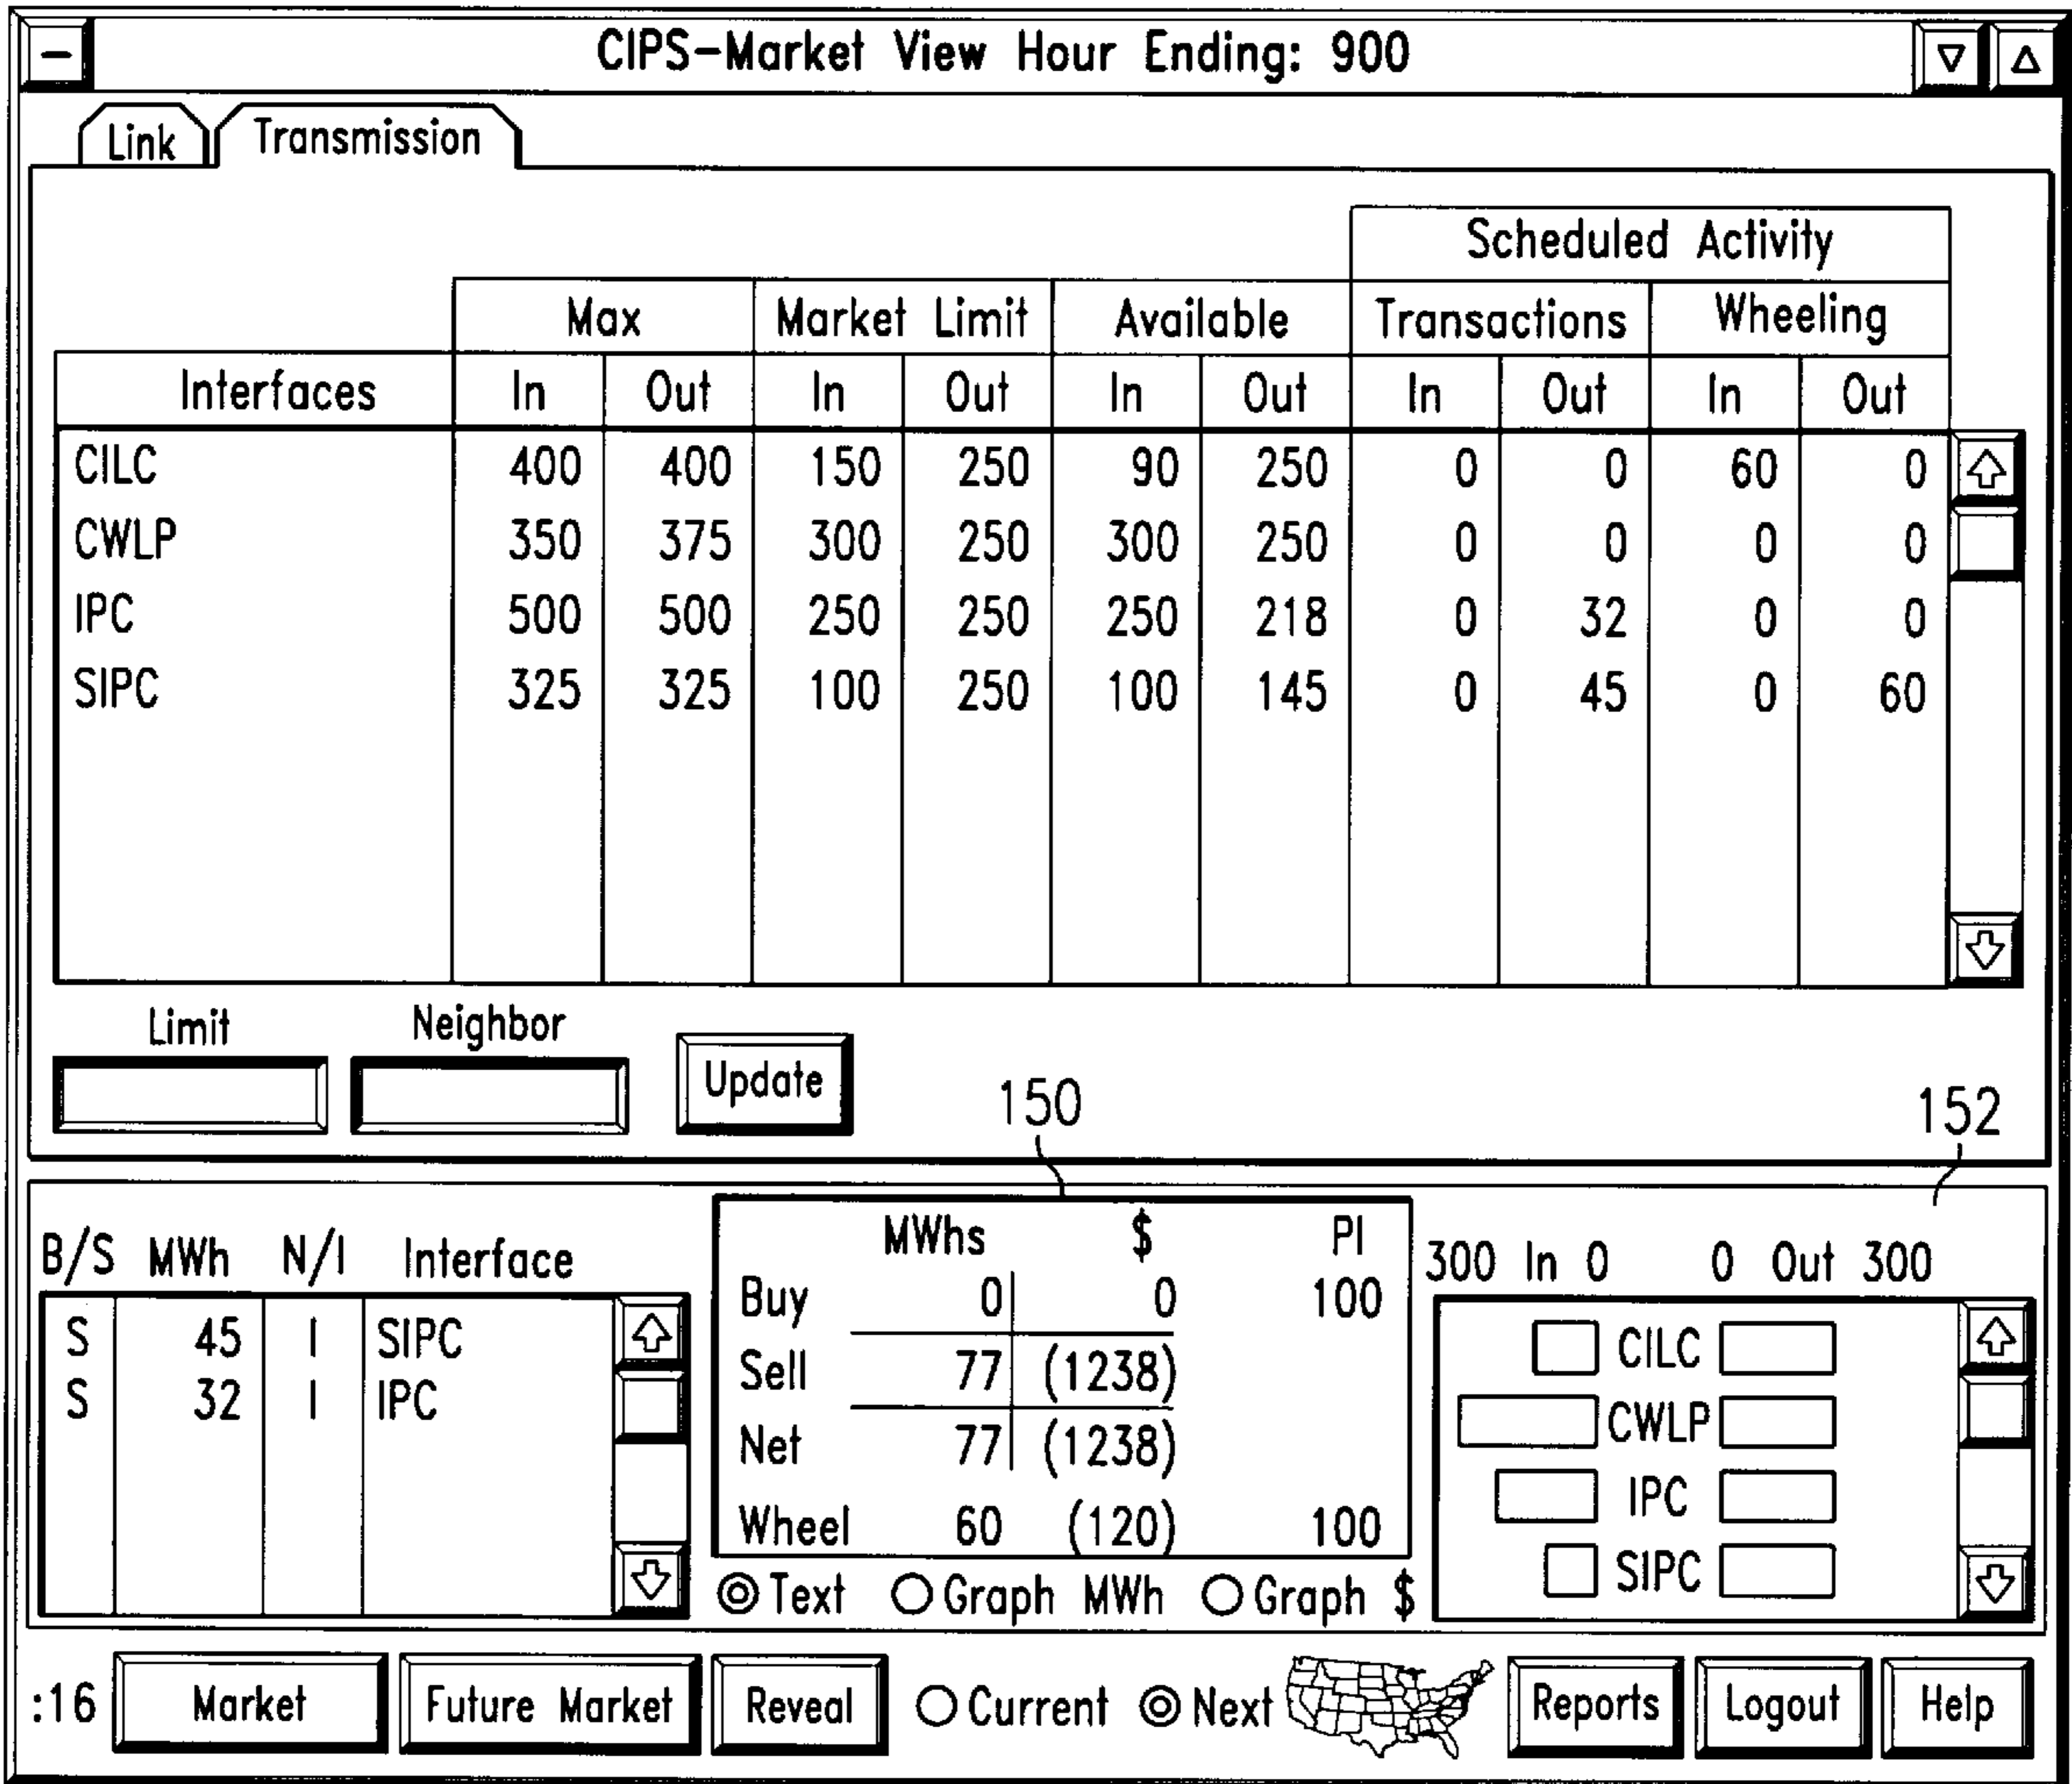 CIPS-Market View Hour Ending: 900
Link Transmission
Scheduled Activity
Max Market Limit Available Transactions Wheeling
Interfaces In Out In Out In Out In Out In Out
CILC 400 400 150 250 90 250 0 0 60 0
CWLP 350 375 300 250 300 250 0 0 0 0
IPC 500 500 250 250 250 218 0 32 0 0
SIPC 325 325 100 250 100 145 0 45 0 60
Limit Neighbor
Update
150
152
B/S MWh N/I Interface
S 45 I SIPC
S 32 I IPC
MWhs $ PI
Buy 0 0 100
Sell 77 (1238)
Net 77 (1238)
Wheel 60 (120) 100
Text Graph MWh Graph $
300 In 0 0 Out 300
CILC
CWLP
IPC
SIPC
:16 Market Future Market Reveal Current Next Reports Logout Help